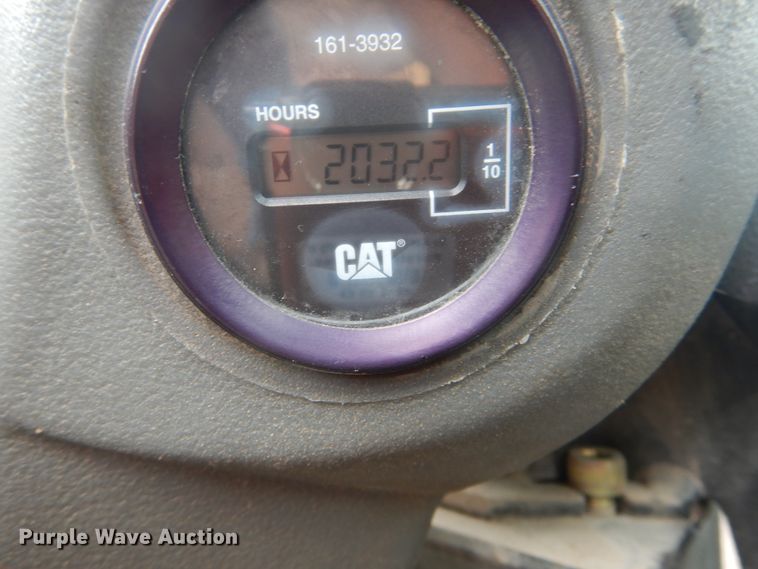 161-3932
HOURS
2032.2
1
10
CAT®
Purple Wave Auction